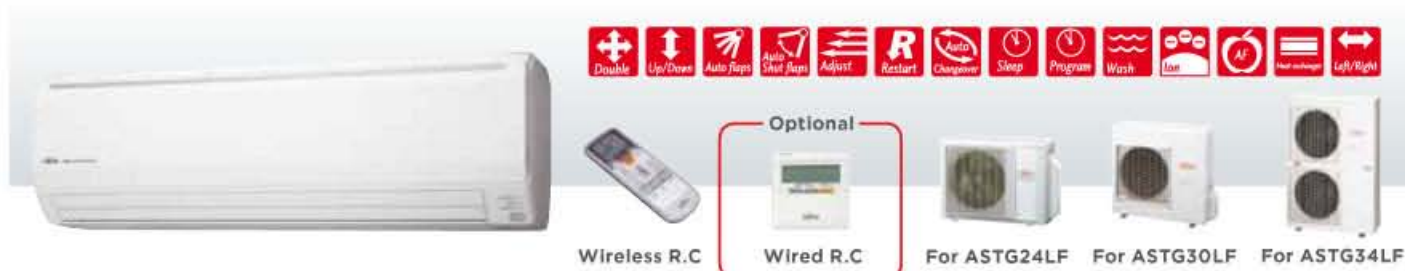 Double
Up/Down
Auto flaps
Auto Shut flaps
Adjust
R
Restart
Auto
Changeover
Sleep
Program
Wash
Ion
AF
Heat exchanger
Left/Right
Optional
Wireless R.C
Wired R.C
For ASTG24LF
For ASTG30LF
For ASTG34LF